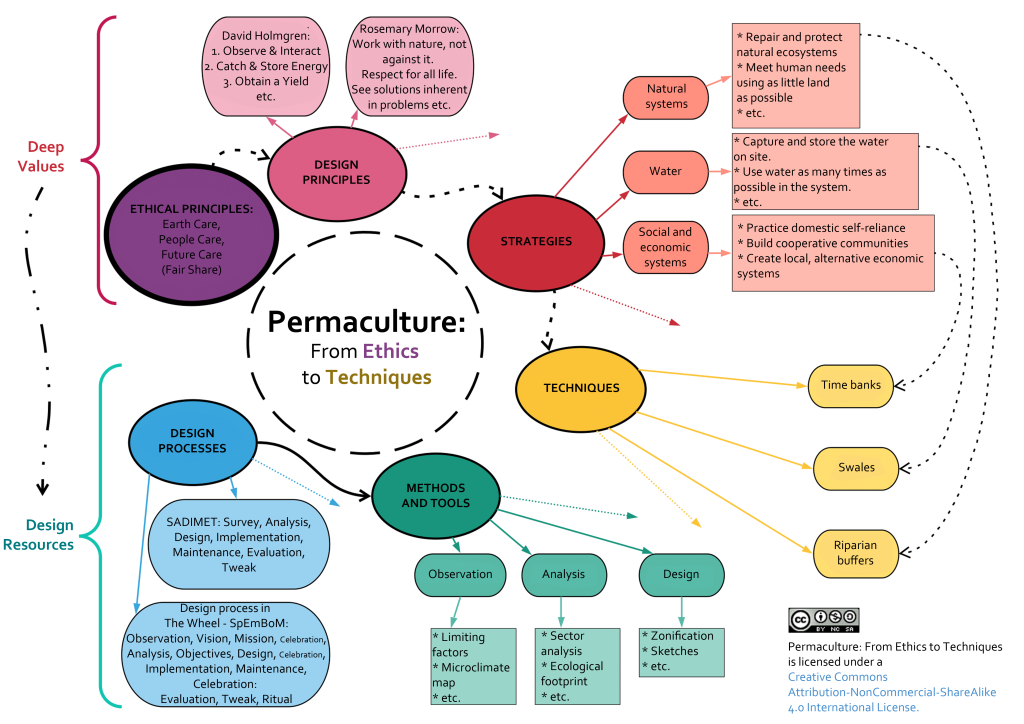 David Holmgren:
1. Observe & Interact
2. Catch & Store Energy
3. Obtain a Yield
etc.
Rosemary Morrow:
Work with nature, not
against it.
Respect for all life.
See solutions inherent
in problems etc.
* Repair and protect
natural ecosystems
* Meet human needs
using as little land
as possible
* etc.
Natural
systems
Deep
Values
DESIGN
PRINCIPLES
* Capture and store the water
on site.
* Use water as many times as
possible in the system.
* etc.
Water
ETHICAL PRINCIPLES:
Earth Care,
People Care,
Future Care
(Fair Share)
STRATEGIES
Social and
economic
systems
* Practice domestic self-reliance
* Build cooperative communities
* Create local, alternative economic
systems
Permaculture:
From Ethics
to Techniques
TECHNIQUES
Time banks
Swales
Riparian
buffers
DESIGN
PROCESSES
METHODS
AND TOOLS
Design
Resources
SADIMET: Survey, Analysis,
Design, Implementation,
Maintenance, Evaluation,
Tweak
Observation
Analysis
Design
Design process in
The Wheel - SpEmBoM:
Observation, Vision, Mission, Celebration,
Analysis, Objectives, Design, Celebration,
Implementation, Maintenance,
Celebration:
Evaluation, Tweak, Ritual
* Limiting
factors
* Microclimate
map
* etc.
* Sector
analysis
* Ecological
footprint
* etc.
* Zonification
* Sketches
* etc.
cc
BY NC SA
Permaculture: From Ethics to Techniques
is licensed under a
Creative Commons
Attribution-NonCommercial-ShareAlike
4.0 International License.